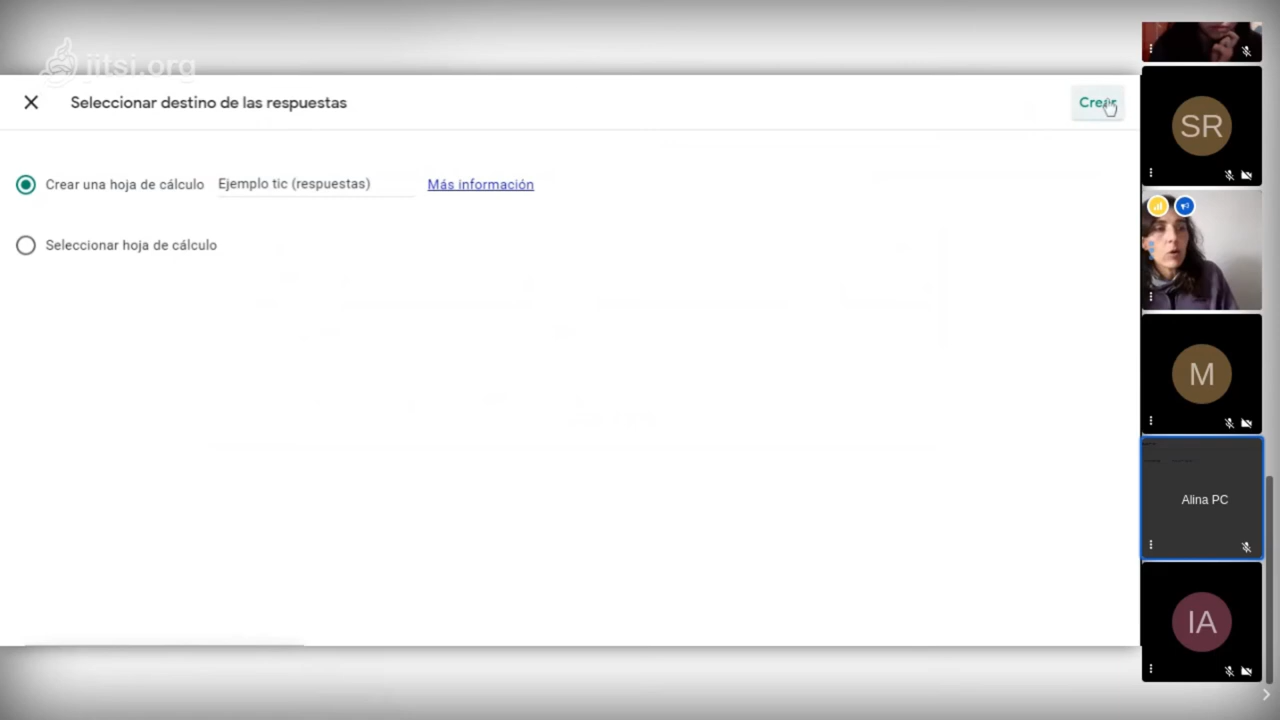 jitsi.org
Seleccionar destino de las respuestas
Crear
Crear una hoja de cálculo
Ejemplo tic (respuestas)
Más información
Seleccionar hoja de cálculo
SR
M
Alina PC
IA